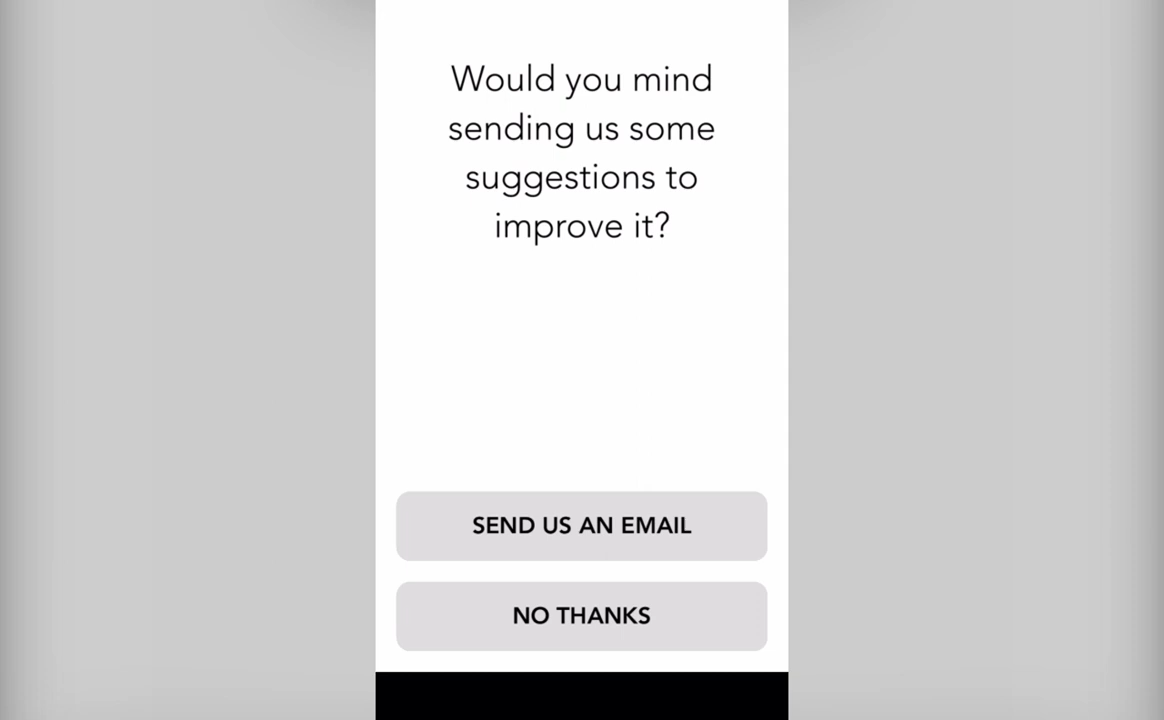 Would you mind
sending us some
suggestions to
improve it?
SEND US AN EMAIL
NO THANKS